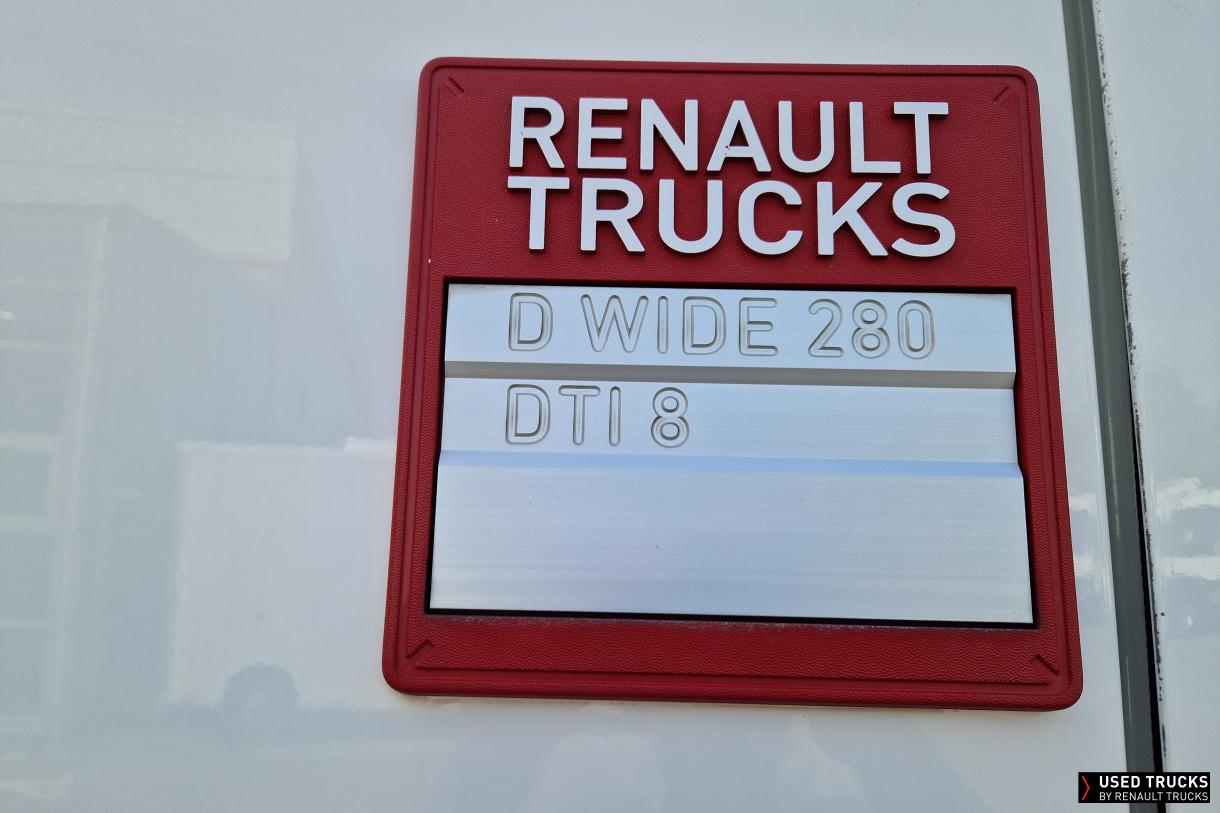 RENAULT
TRUCKS
D WIDE 280
DTI 8
USED TRUCKS
BY RENAULT TRUCKS